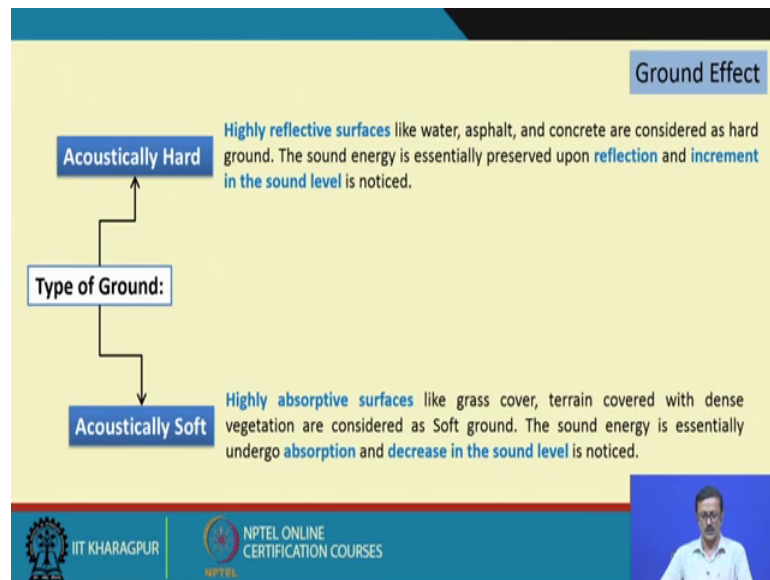 Ground Effect
Highly reflective surfaces like water, asphalt, and concrete are considered as hard
ground. The sound energy is essentially preserved upon reflection and increment
in the sound level is noticed.
Acoustically Hard
Type of Ground:
Highly absorptive surfaces like grass cover, terrain covered with dense
vegetation are considered as Soft ground. The sound energy is essentially
undergo absorption and decrease in the sound level is noticed.
Acoustically Soft
IIT KHARAGPUR
NPTEL
NPTEL ONLINE
CERTIFICATION COURSES